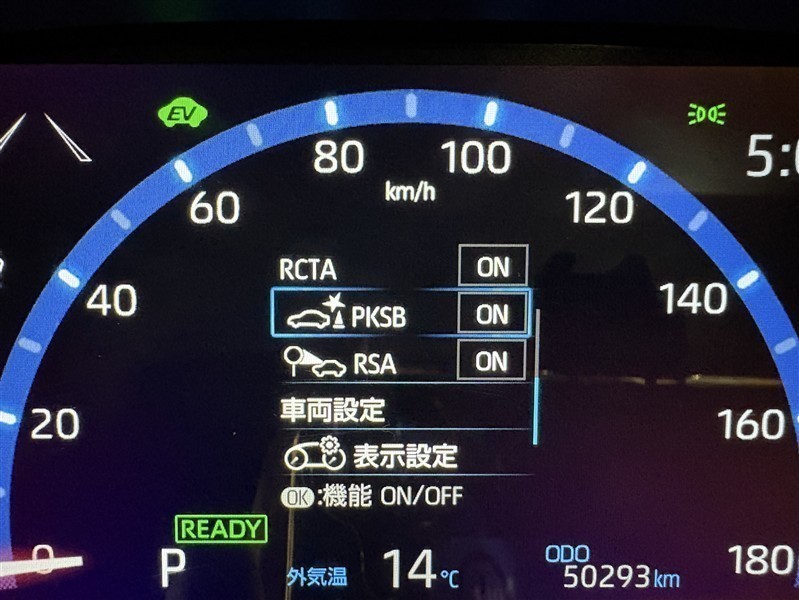 EV
5:
80
100
km/h
60
120
RCTA ON
40
140
PKSB ON
RSA ON
車両設定
20
160
表示設定
OK:機能 ON/OFF
READY
0
P
外気温 14℃
ODO
50293km
180